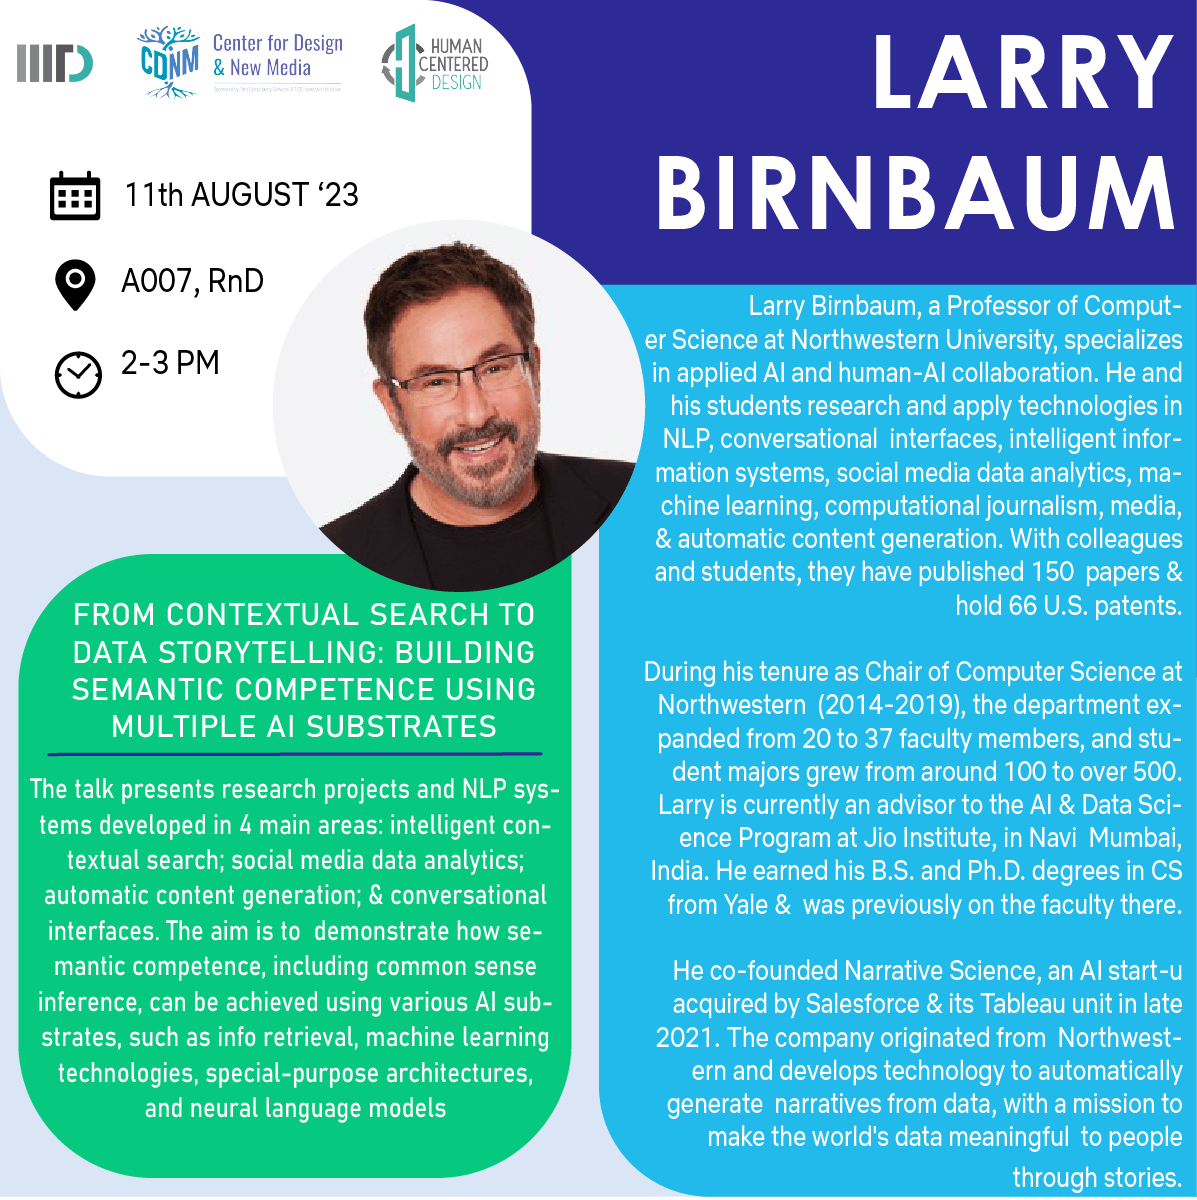 IIITD
CDNM
Center for Design
& New Media
HUMAN
CENTERED
DESIGN
11th AUGUST ‘23
A007, RnD
2-3 PM
LARRY
BIRNBAUM
FROM CONTEXTUAL SEARCH TO
DATA STORYTELLING: BUILDING
SEMANTIC COMPETENCE USING
MULTIPLE AI SUBSTRATES
The talk presents research projects and NLP sys-
tems developed in 4 main areas: intelligent con-
textual search; social media data analytics;
automatic content generation; & conversational
interfaces. The aim is to demonstrate how se-
mantic competence, including common sense
inference, can be achieved using various AI sub-
strates, such as info retrieval, machine learning
technologies, special-purpose architectures,
and neural language models
Larry Birnbaum, a Professor of Comput-
er Science at Northwestern University, specializes
in applied AI and human-AI collaboration. He and
his students research and apply technologies in
NLP, conversational interfaces, intelligent infor-
mation systems, social media data analytics, ma-
chine learning, computational journalism, media,
& automatic content generation. With colleagues
and students, they have published 150 papers &
hold 66 U.S. patents.
During his tenure as Chair of Computer Science at
Northwestern (2014-2019), the department ex-
panded from 20 to 37 faculty members, and stu-
dent majors grew from around 100 to over 500.
Larry is currently an advisor to the AI & Data Sci-
ence Program at Jio Institute, in Navi Mumbai,
India. He earned his B.S. and Ph.D. degrees in CS
from Yale & was previously on the faculty there.
He co-founded Narrative Science, an AI start-u
acquired by Salesforce & its Tableau unit in late
2021. The company originated from Northwest-
ern and develops technology to automatically
generate narratives from data, with a mission to
make the world's data meaningful to people
through stories.